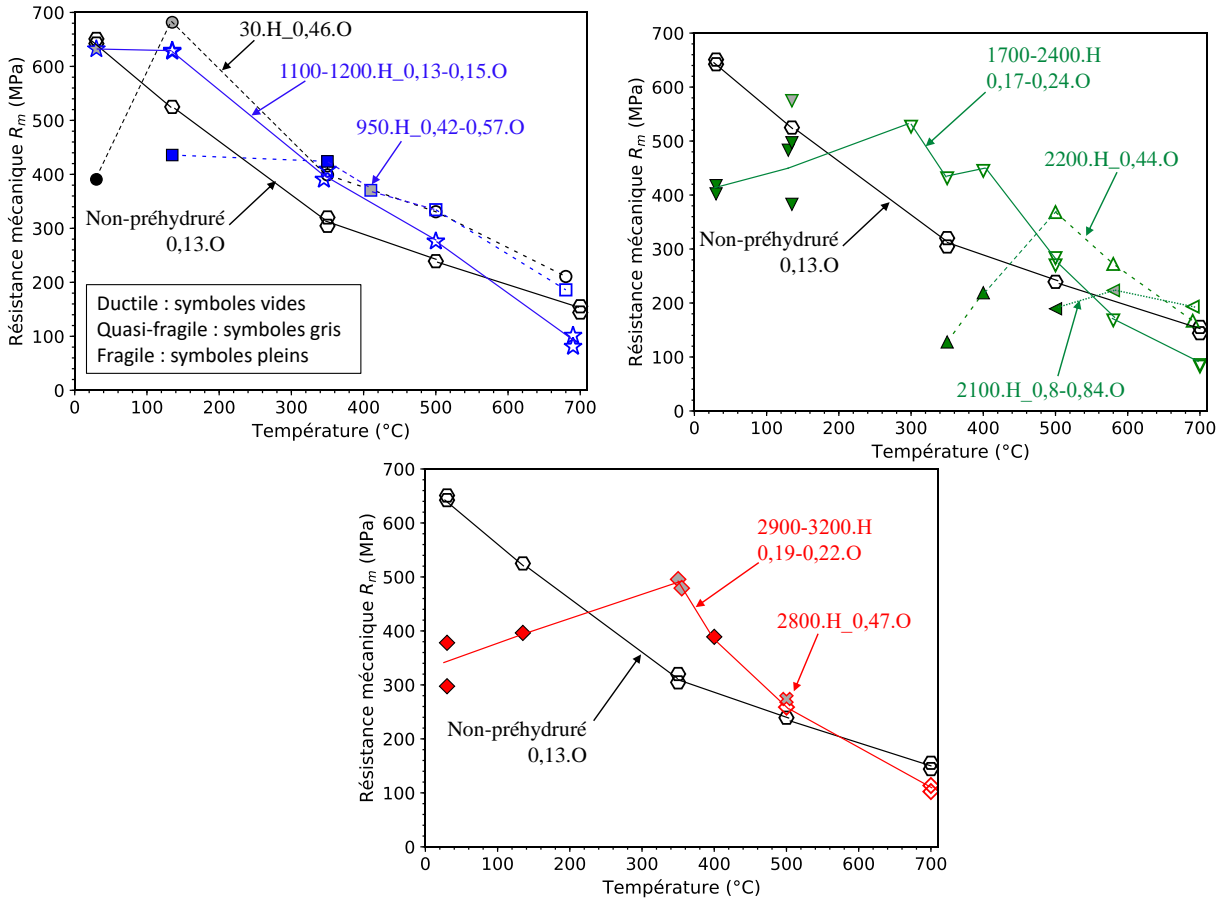 700
600
500
400
300
200
100
0
Résistance mécanique Rm (MPa)
30.H_0,46.O
1100-1200.H_0,13-0,15.O
950.H_0,42-0,57.O
Non-préhydruré
0,13.O
Ductile : symboles vides
Quasi-fragile : symboles gris
Fragile : symboles pleins
0 100 200 300 400 500 600 700
Température (°C)
700
600
500
400
300
200
100
0
Résistance mécanique Rm (MPa)
1700-2400.H
0,17-0,24.O
2200.H_0,44.O
Non-préhydruré
0,13.O
2100.H_0,8-0,84.O
0 100 200 300 400 500 600 700
Température (°C)
700
600
500
400
300
200
100
0
Résistance mécanique Rm (MPa)
2900-3200.H
0,19-0,22.O
2800.H_0,47.O
Non-préhydruré
0,13.O
0 100 200 300 400 500 600 700
Température (°C)